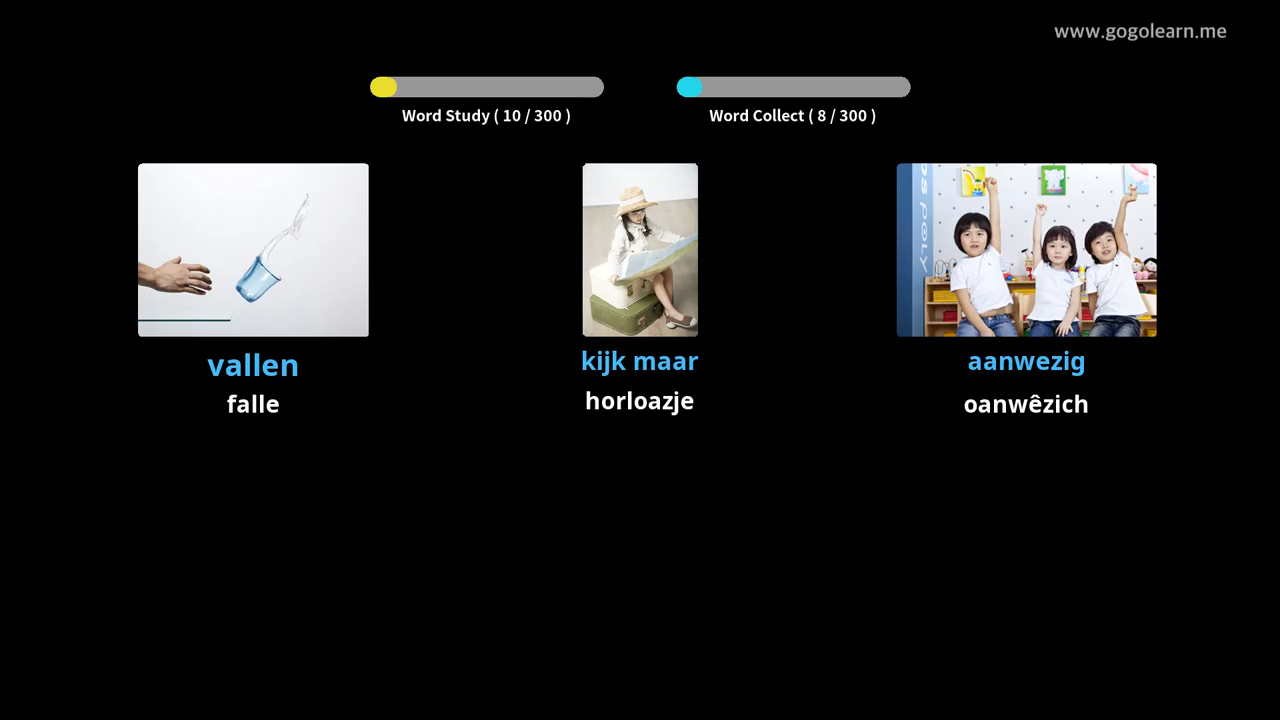 www.gogolearn.me
Word Study ( 10 / 300 )
Word Collect ( 8 / 300 )
vallen
falle
kijk maar
horloazje
aanwezig
oanwêzich